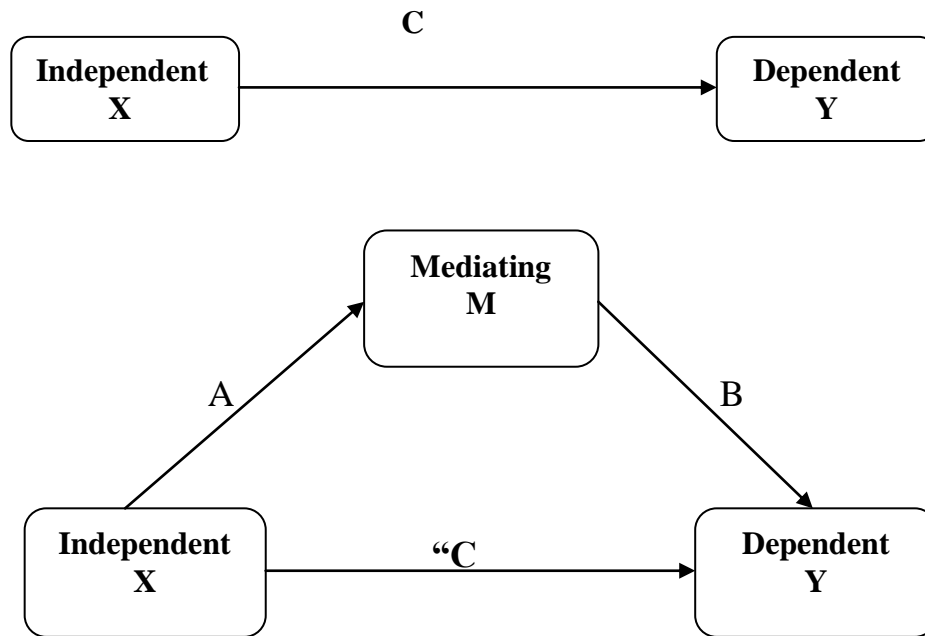 C
Independent
X
Dependent
Y
Mediating
M
A
B
Independent
X
“C
Dependent
Y